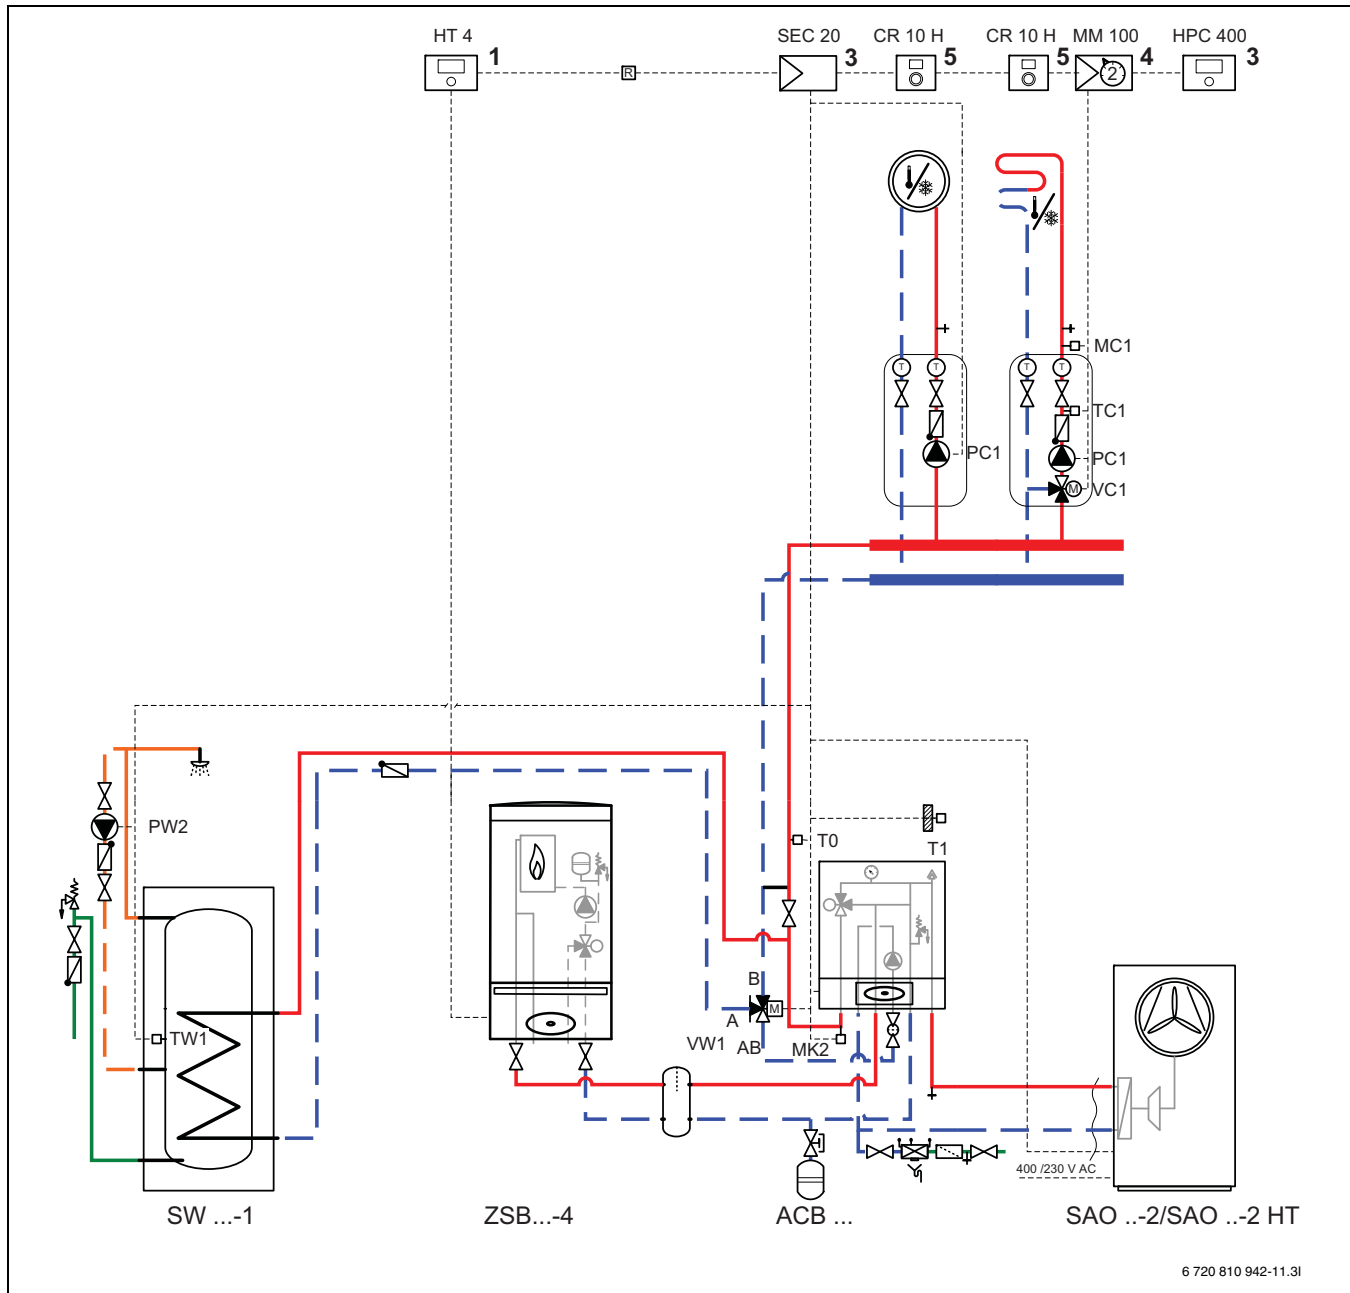 HT 4
1
R
SEC 20
3
CR 10 H
5
CR 10 H
5
MM 100
2
4
HPC 400
3
MC1
T
T
T
T
TC1
PC1
PC1
M
VC1
PW2
T0
T1
B
M
A
TW1
VW1
AB
MK2
400 /230 V AC
SW ...-1
ZSB...-4
ACB ...
SAO ..-2/SAO ..-2 HT
6 720 810 942-11.3I